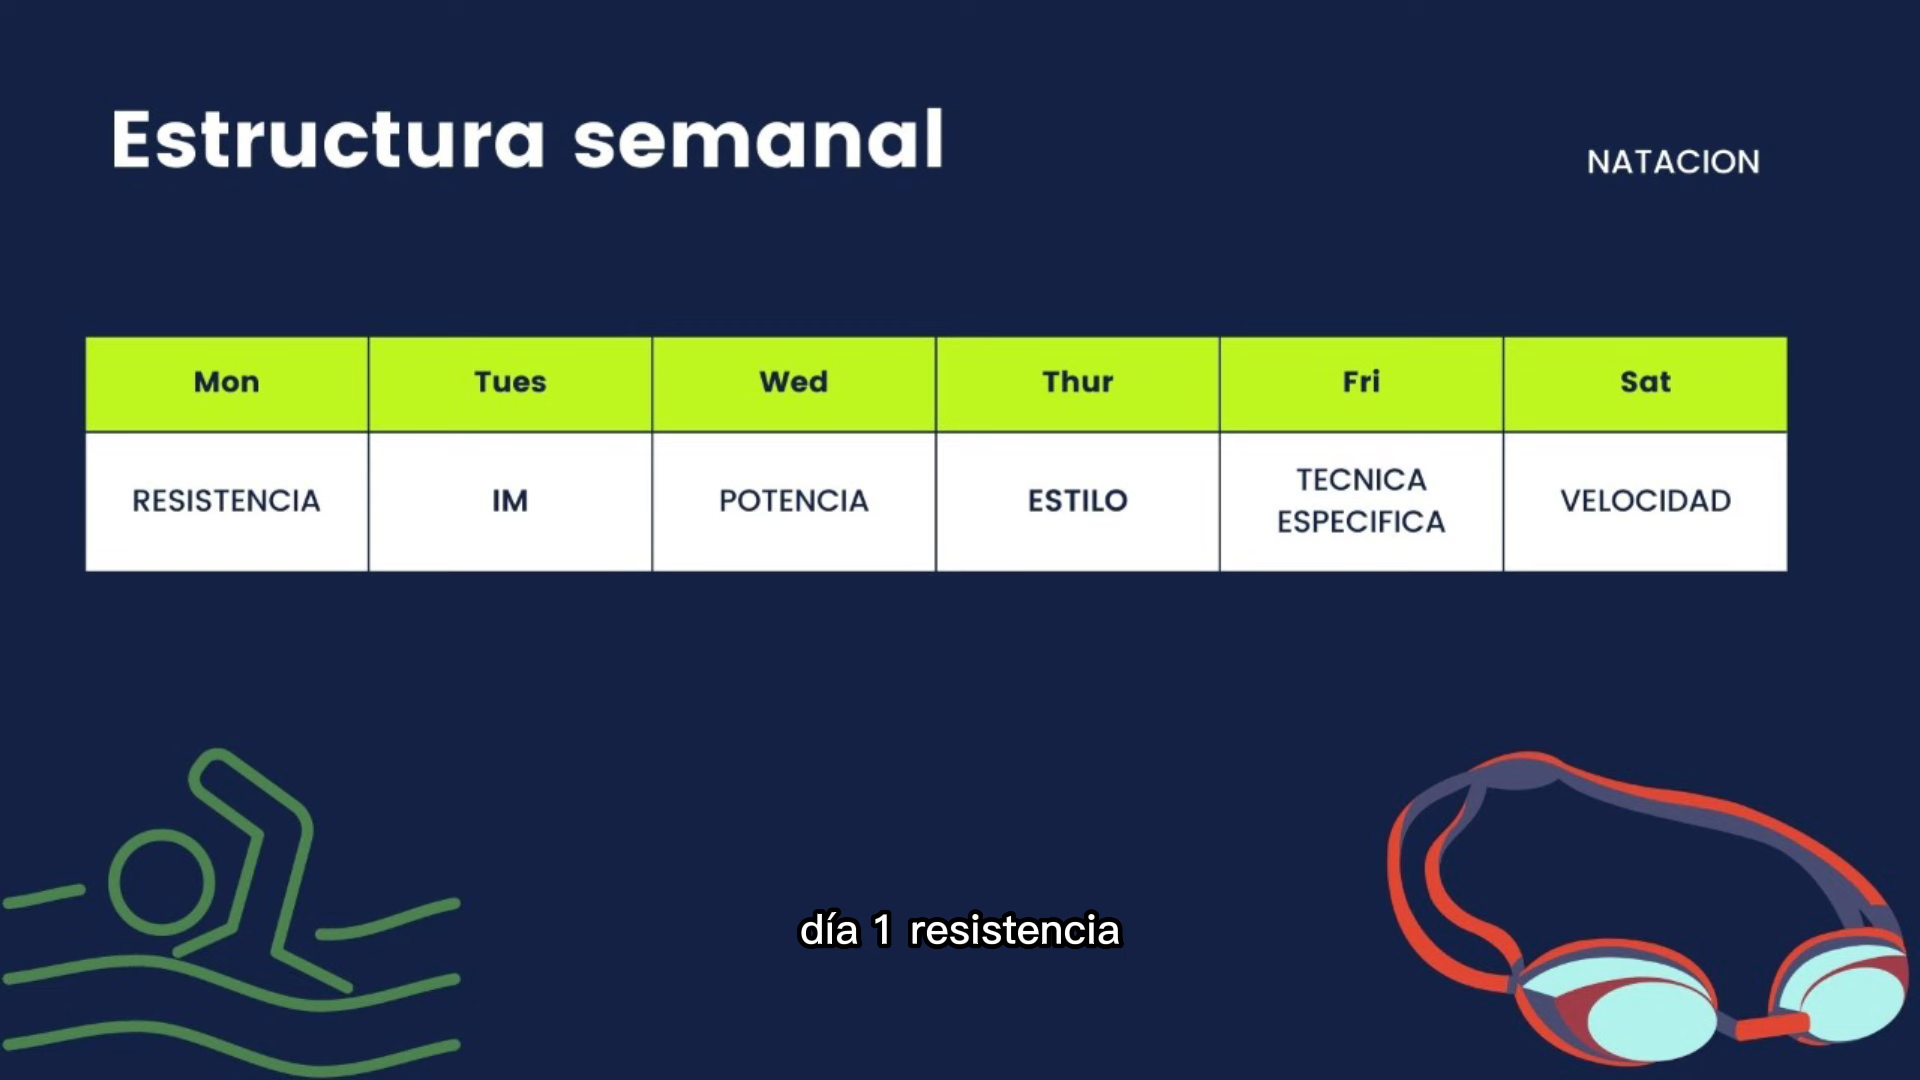 Estructura semanal
NATACION
Mon Tues Wed Thur Fri Sat
RESISTENCIA IM POTENCIA ESTILO TECNICA ESPECIFICA VELOCIDAD
día 1 resistencia